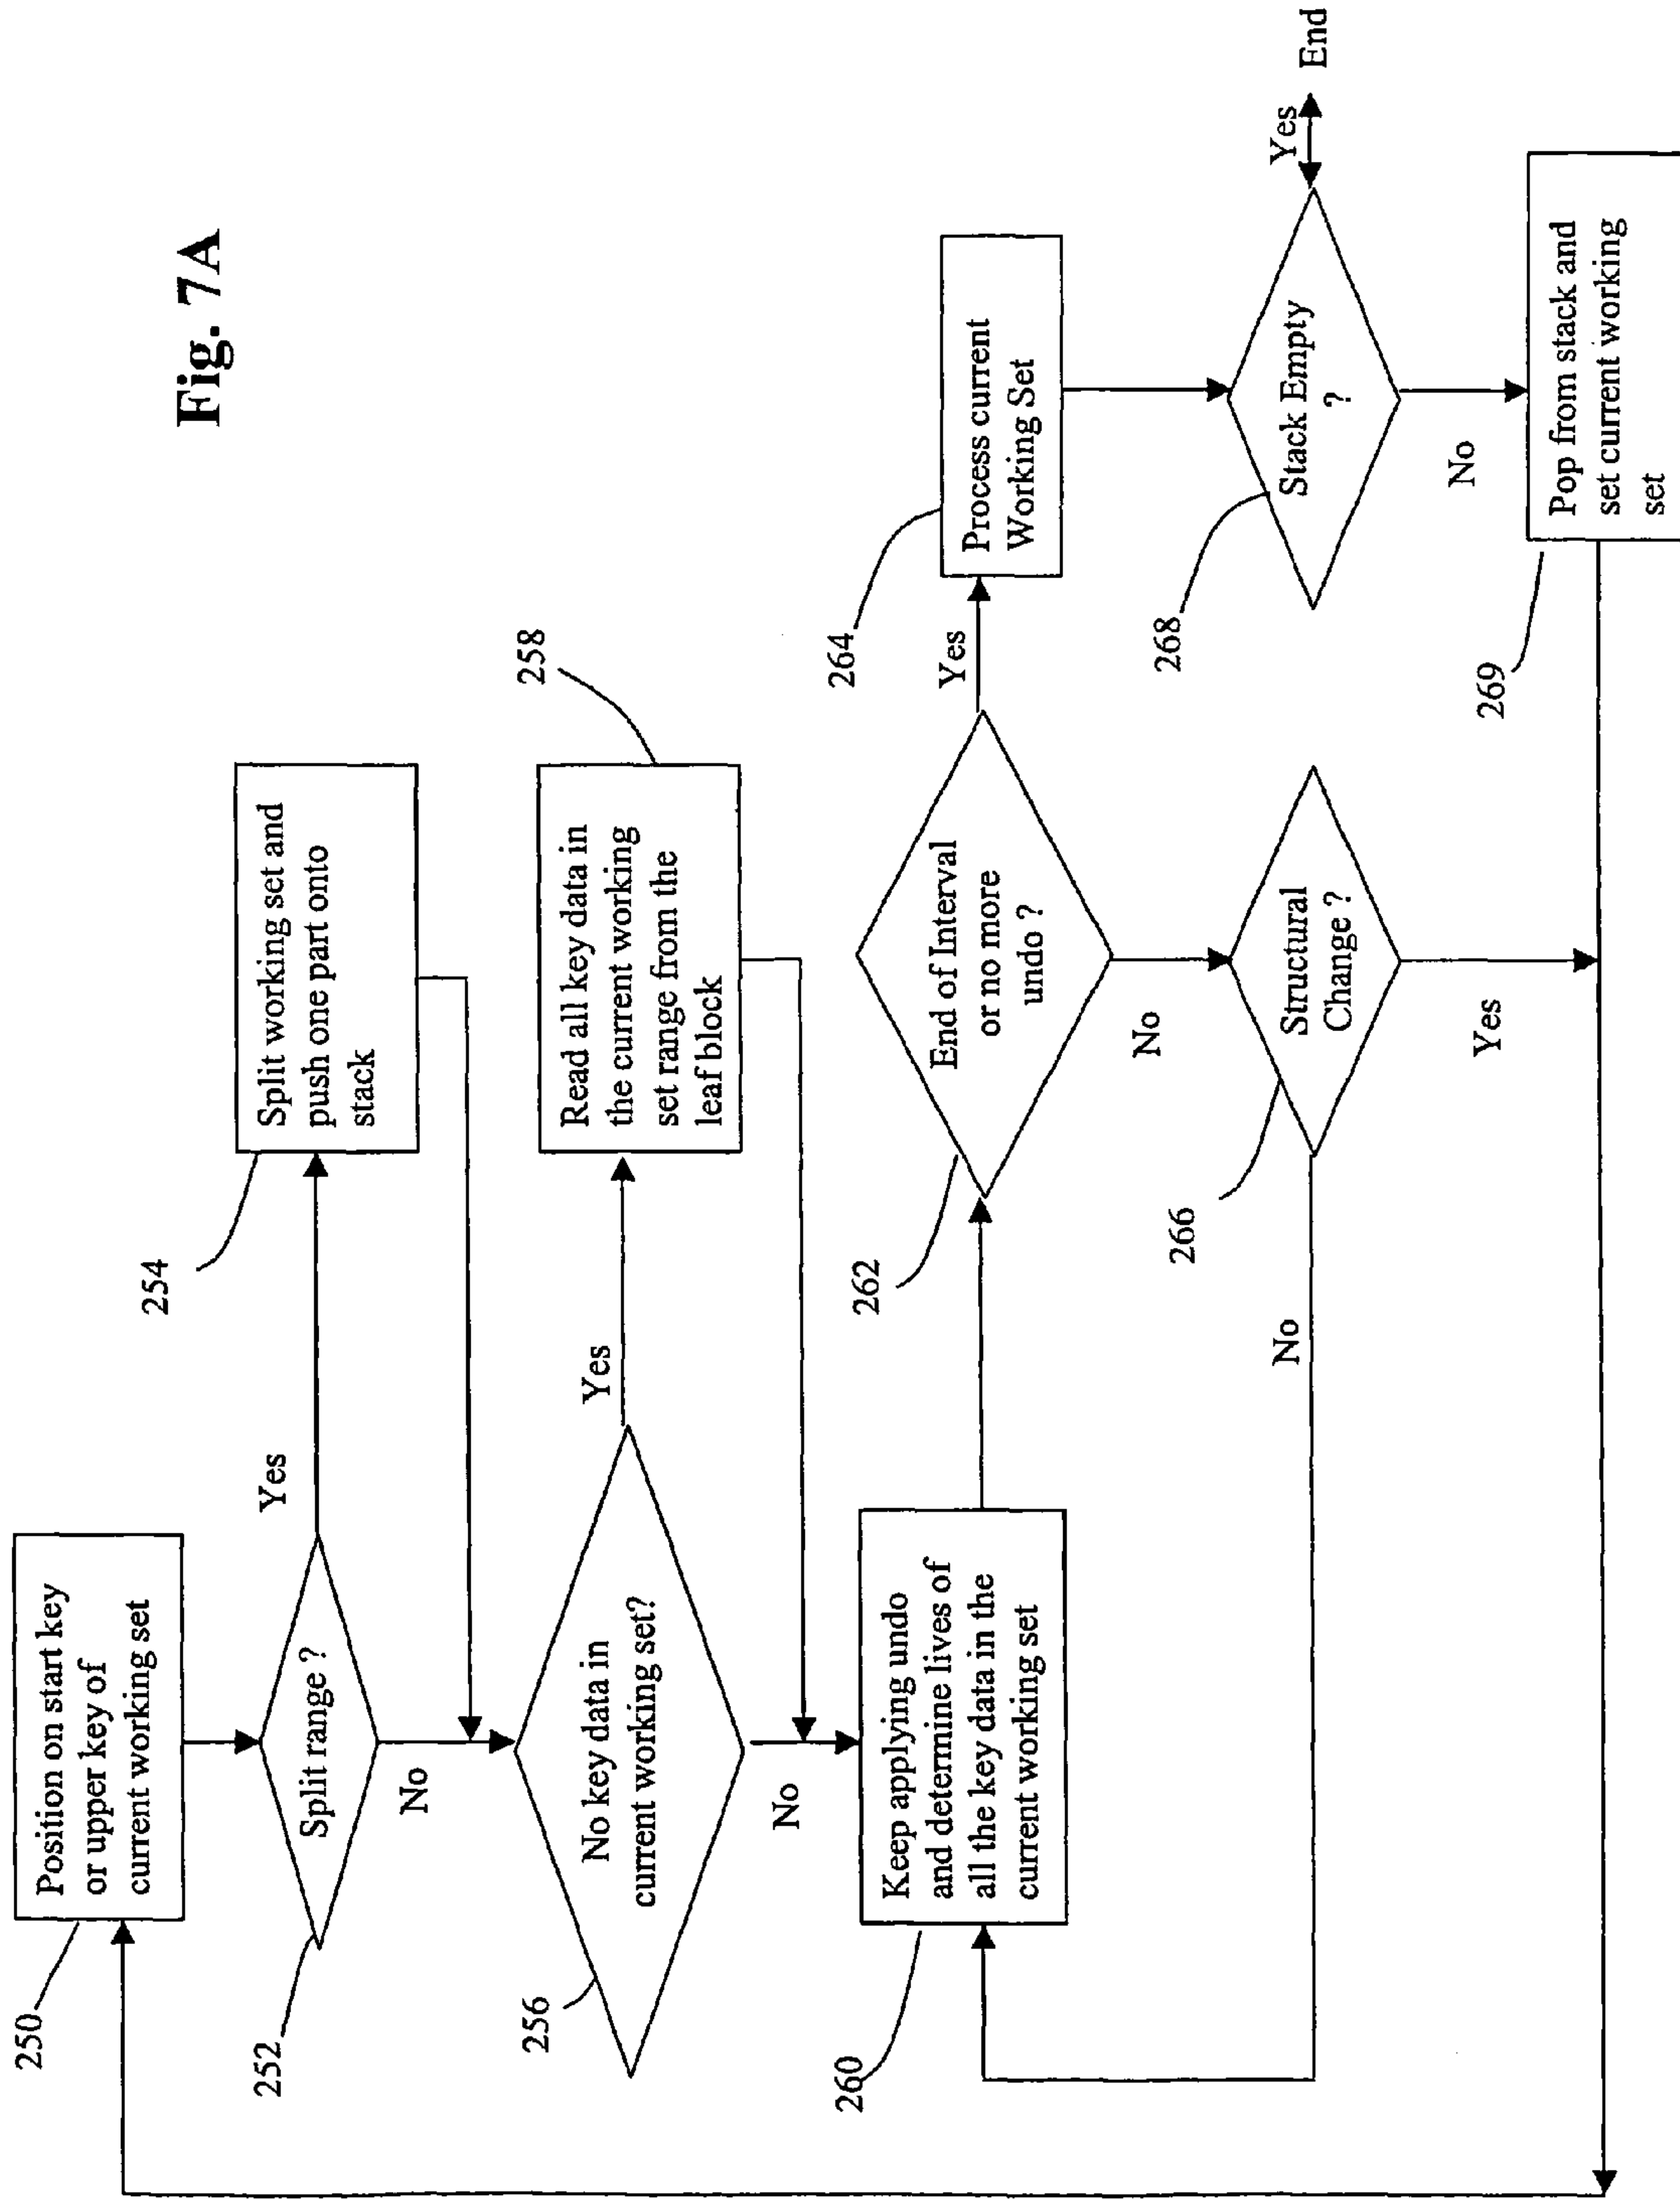 Fig. 7A
250
Position on start key
or upper key of
current working set
252
Split range ?
Yes
No
254
Split working set and
push one part onto
stack
256
No key data in
current working set?
Yes
No
258
Read all key data in
the current working
set range from the
leaf block
260
Keep applying undo
and determine lives of
all the key data in the
current working set
262
End of Interval
or no more
undo ?
Yes
No
264
Process current
Working Set
266
Structural
Change ?
No
Yes
268
Stack Empty
?
Yes
End
No
269
Pop from stack and
set current working
set